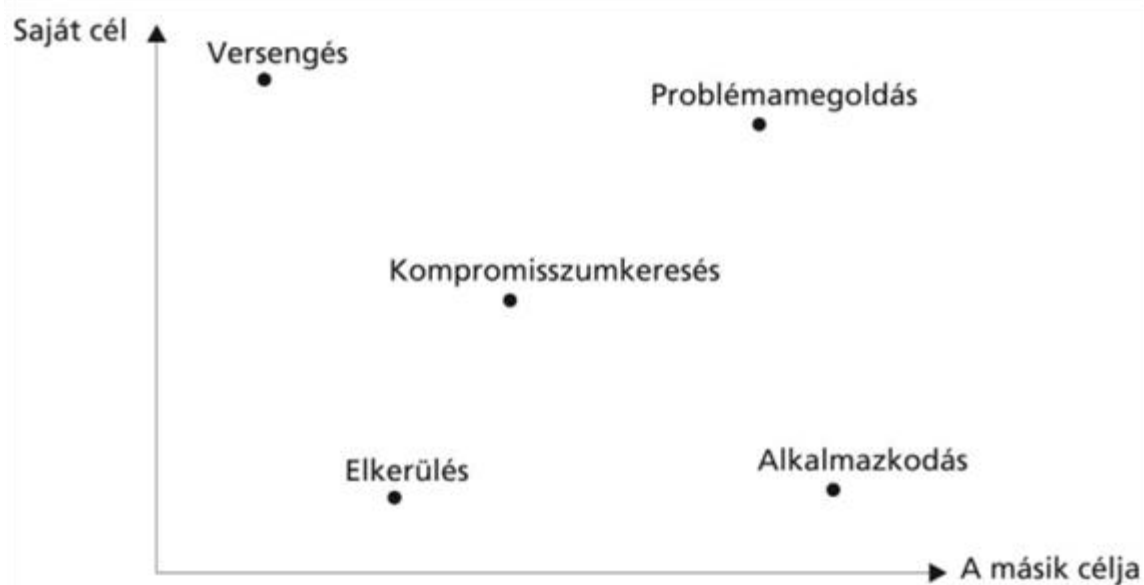 Saját cél
Versengés
Problémamegoldás
Kompromisszumkeresés
Elkerülés
Alkalmazkodás
A másik célja